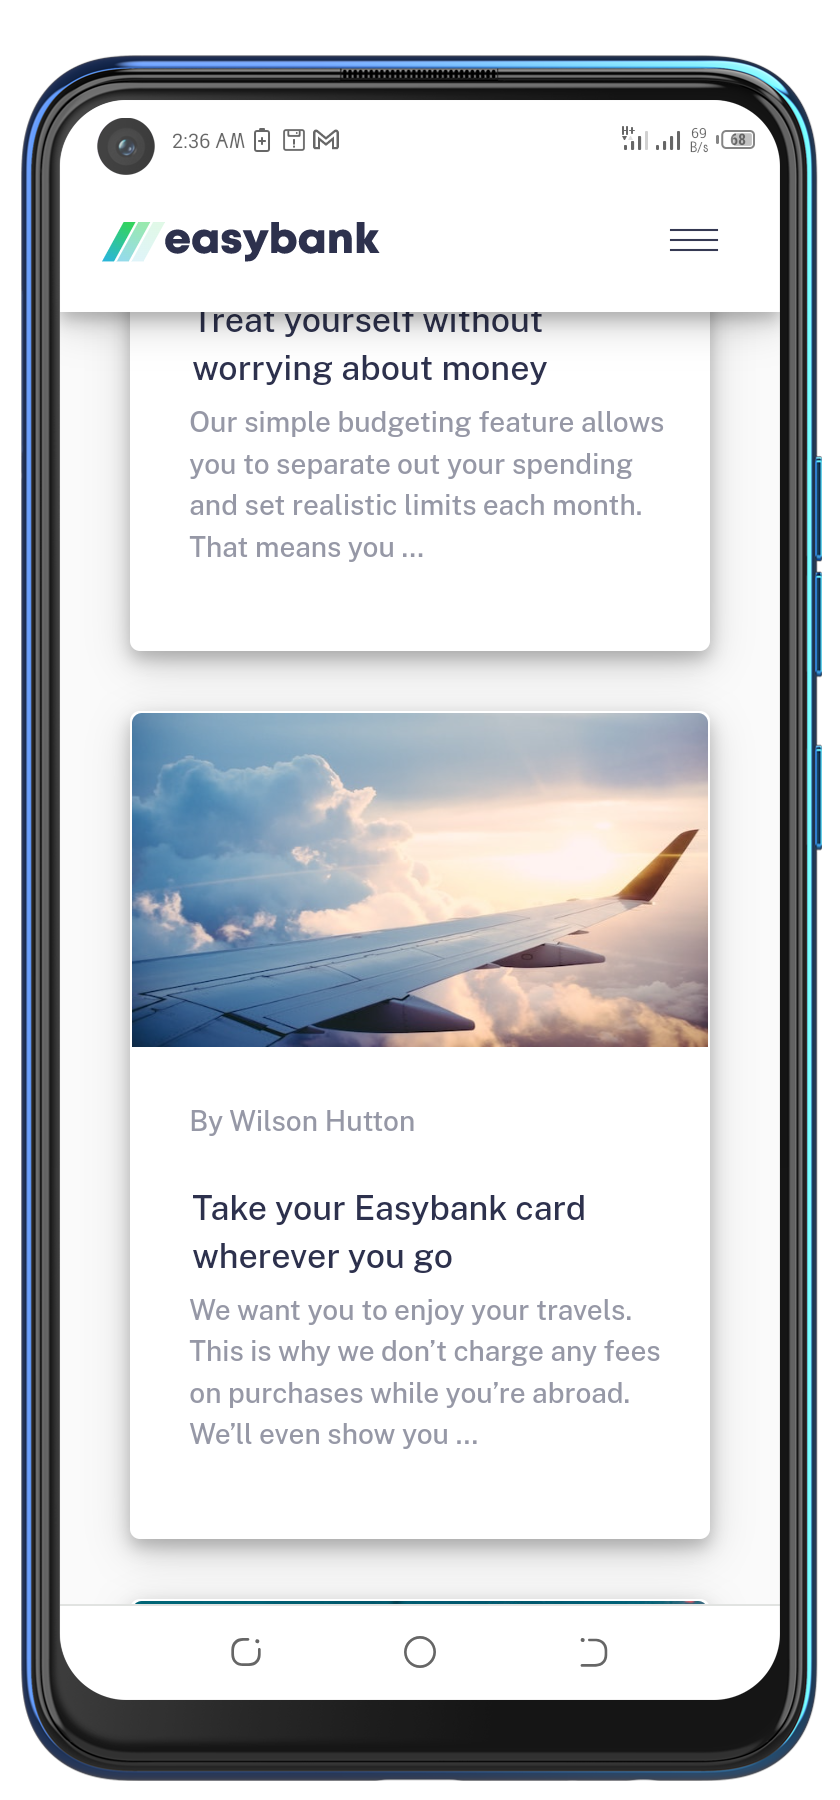 2:36 AM
H+
69
B/s
68
easybank
Treat yourself without
worrying about money
Our simple budgeting feature allows
you to separate out your spending
and set realistic limits each month.
That means you ...
By Wilson Hutton
Take your Easybank card
wherever you go
We want you to enjoy your travels.
This is why we don’t charge any fees
on purchases while you’re abroad.
We’ll even show you ...